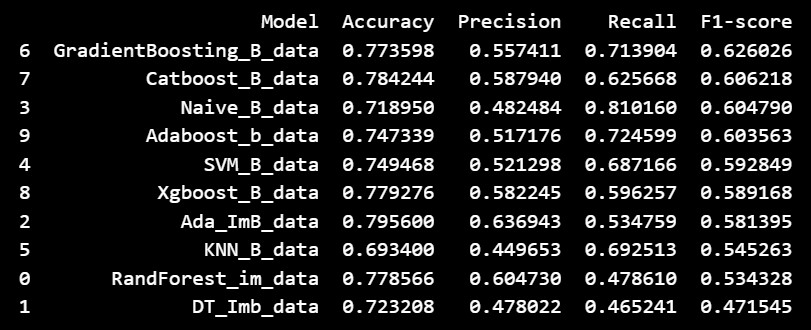 Model Accuracy Precision Recall F1-score
6 GradientBoosting_B_data 0.773598 0.557411 0.713904 0.626026
7 Catboost_B_data 0.784244 0.587940 0.625668 0.606218
3 Naive_B_data 0.718950 0.482484 0.810160 0.604790
9 Adaboost_b_data 0.747339 0.517176 0.724599 0.603563
4 SVM_B_data 0.749468 0.521298 0.687166 0.592849
8 Xgboost_B_data 0.779276 0.582245 0.596257 0.589168
2 Ada_ImB_data 0.795600 0.636943 0.534759 0.581395
5 KNN_B_data 0.693400 0.449653 0.692513 0.545263
0 RandForest_im_data 0.778566 0.604730 0.478610 0.534328
1 DT_Imb_data 0.723208 0.478022 0.465241 0.471545